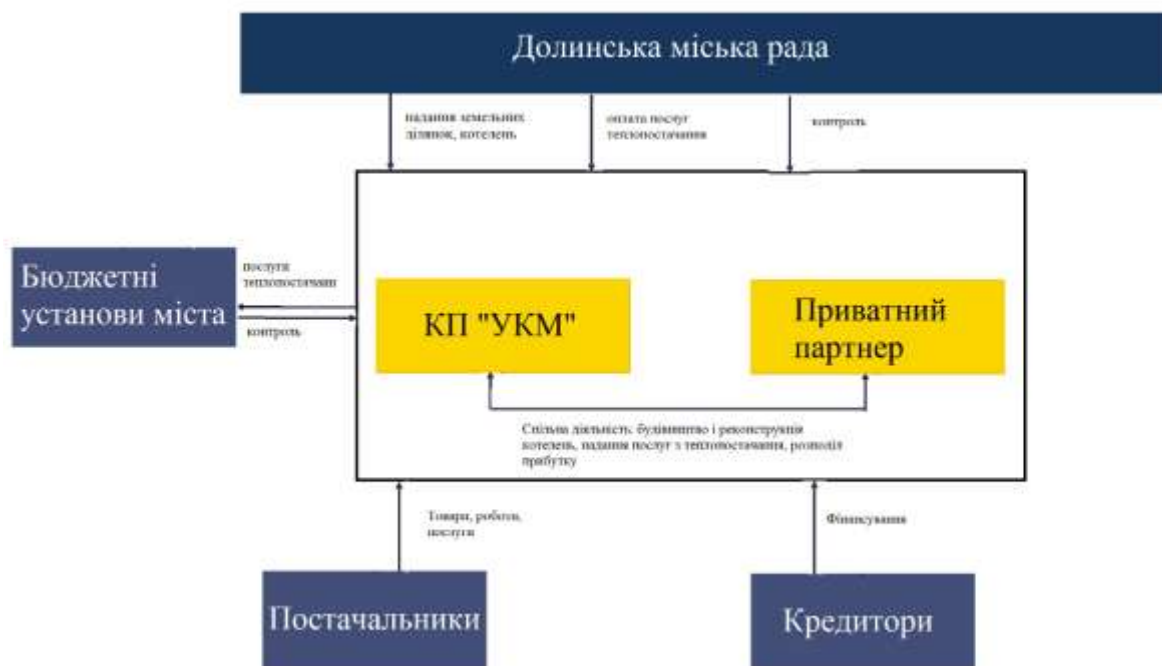 Долинська міська рада
надання земельних
ділянок, котелень
оплата послуг
теплопостачання
контроль
Бюджетні
установи міста
послуги
теплопостачанн
контроль
КП "УКМ"
Приватний
партнер
Спільна діяльність: будівництво і реконструкція
котелень, надання послуг з теплопостачання, розподіл
прибутку
Товари, роботи,
послуги
Фінансування
Постачальники
Кредитори